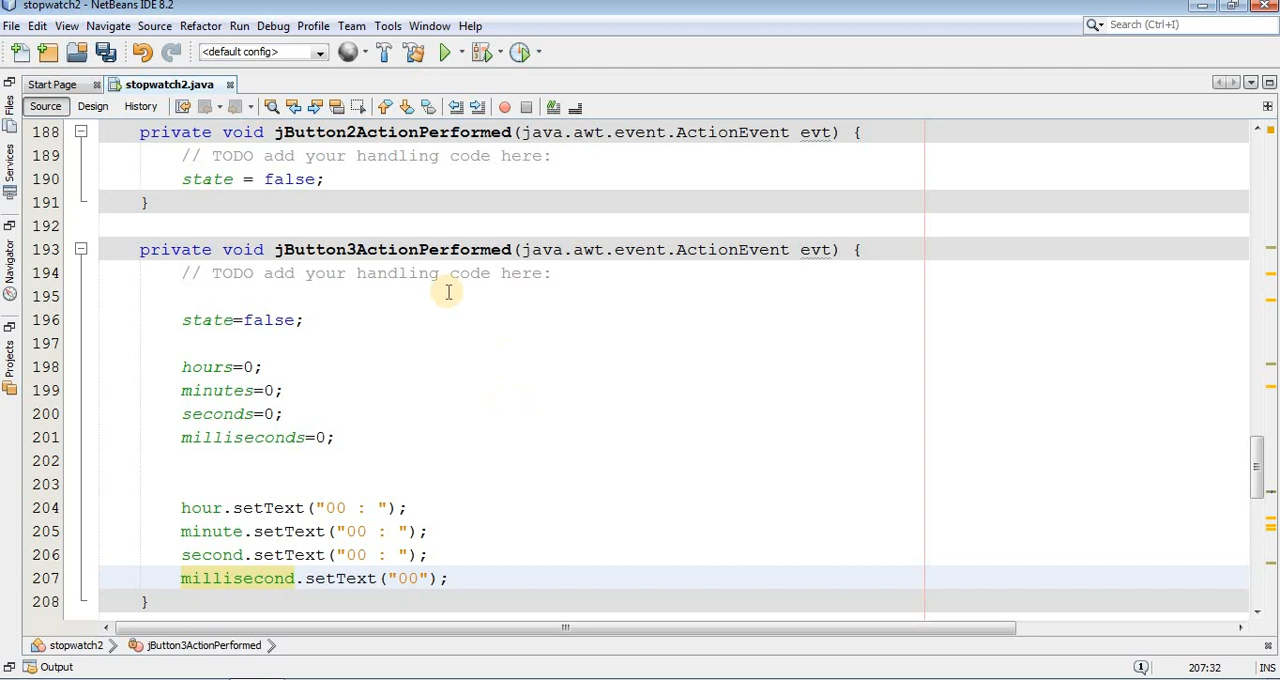 stopwatch2 - NetBeans IDE 8.2
File Edit View Navigate Source Refactor Run Debug Profile Team Tools Window Help
Search (Ctrl+I)
<default config>
Start Page stopwatch2.java
Source Design History
Files
Services
Navigator
Projects
188 private void jButton2ActionPerformed(java.awt.event.ActionEvent evt) {
189 // TODO add your handling code here:
190 state = false;
191 }
192
193 private void jButton3ActionPerformed(java.awt.event.ActionEvent evt) {
194 // TODO add your handling code here:
195
196 state=false;
197
198 hours=0;
199 minutes=0;
200 seconds=0;
201 milliseconds=0;
202
203
204 hour.setText("00 : ");
205 minute.setText("00 : ");
206 second.setText("00 : ");
207 millisecond.setText("00");
208 }
stopwatch2 jButton3ActionPerformed
Output
1
207:32 INS